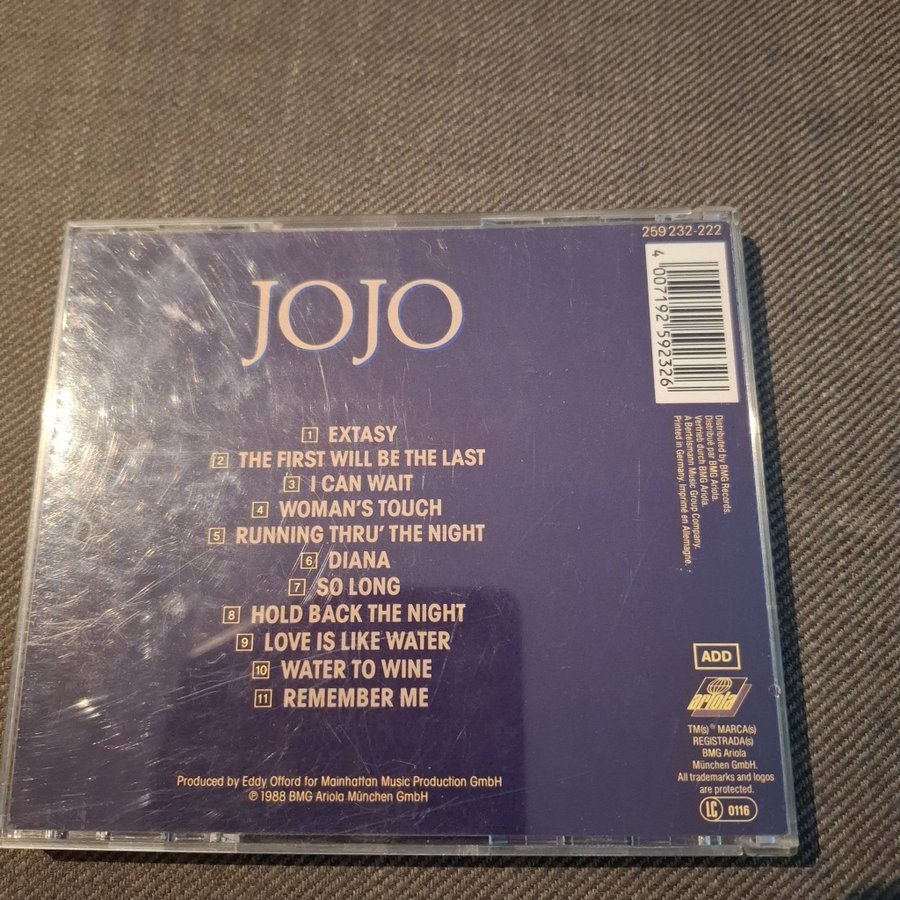 259 232-222
4 007192 592326
JOJO
1 EXTASY
2 THE FIRST WILL BE THE LAST
3 I CAN WAIT
4 WOMAN'S TOUCH
5 RUNNING THRU' THE NIGHT
6 DIANA
7 SO LONG
8 HOLD BACK THE NIGHT
9 LOVE IS LIKE WATER
10 WATER TO WINE
11 REMEMBER ME
Produced by Eddy Offord for Mainhattan Music Production GmbH
℗ 1988 BMG Ariola München GmbH
Distributed by BMG Records.
Distribué par BMG Ariola.
Vertrieb durch BMG Ariola.
A Bertelsmann Music Group Company.
Printed in Germany. Imprimé en Allemagne.
ADD
ariola
TM(s) ® MARCA(s)
REGISTRADA(s)
BMG Ariola
München GmbH.
All trademarks and logos
are protected.
LC 0116